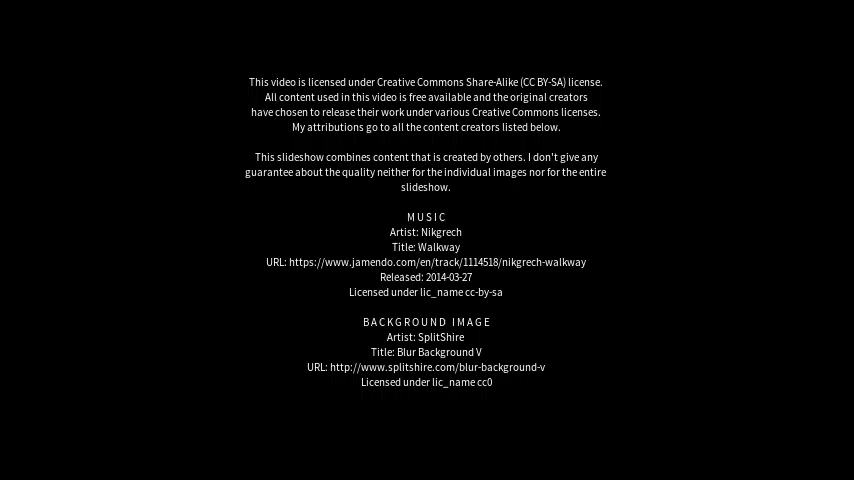 This video is licensed under Creative Commons Share-Alike (CC BY-SA) license.
All content used in this video is free available and the original creators
have chosen to release their work under various Creative Commons licenses.
My attributions go to all the content creators listed below.
This slideshow combines content that is created by others. I don't give any
guarantee about the quality neither for the individual images nor for the entire
slideshow.
MUSIC
Artist: Nikgrech
Title: Walkway
URL: https://www.jamendo.com/en/track/1114518/nikgrech-walkway
Released: 2014-03-27
Licensed under lic_name cc-by-sa
BACKGROUND IMAGE
Artist: SplitShire
Title: Blur Background V
URL: http://www.splitshire.com/blur-background-v
Licensed under lic_name cc0